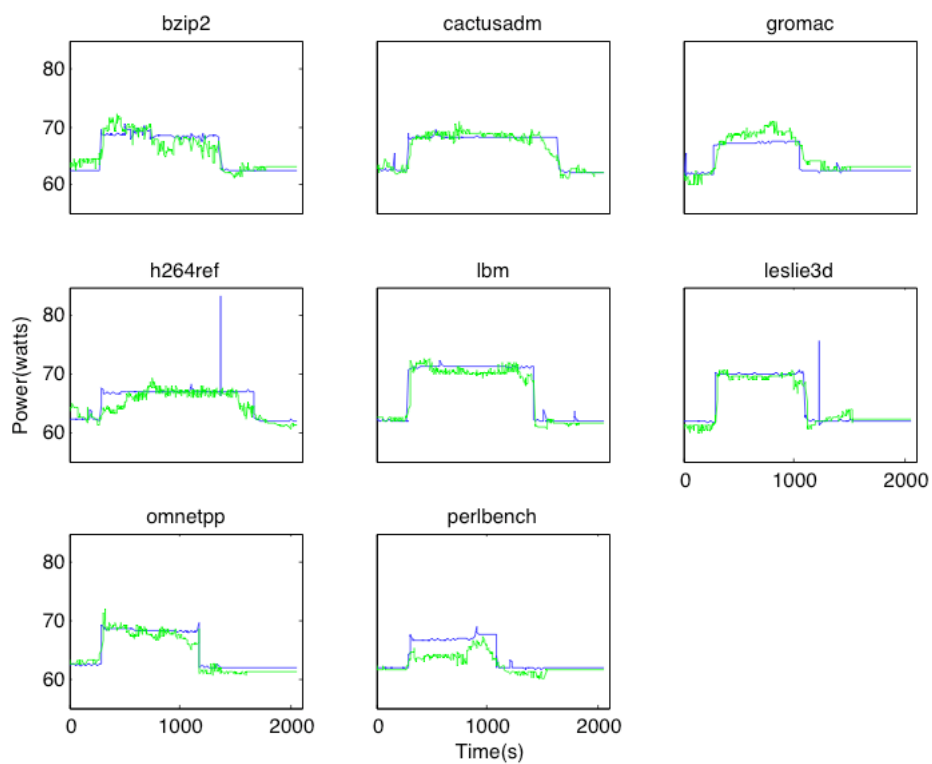 bzip2
cactusadm
gromac
80
70
60
h264ref
lbm
leslie3d
80
70
60
Power(watts)
0
1000
2000
omnetpp
perlbench
80
70
60
0
1000
2000
0
1000
2000
Time(s)